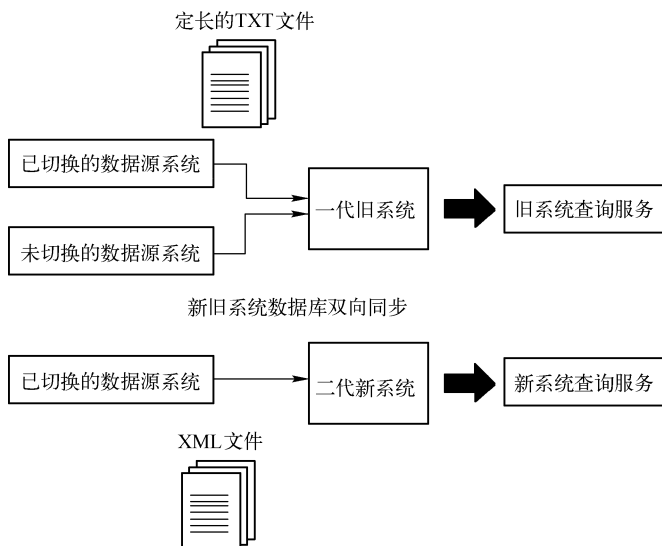 定长的TXT文件
已切换的数据源系统
一代旧系统
旧系统查询服务
未切换的数据源系统
新旧系统数据库双向同步
已切换的数据源系统
二代新系统
新系统查询服务
XML文件